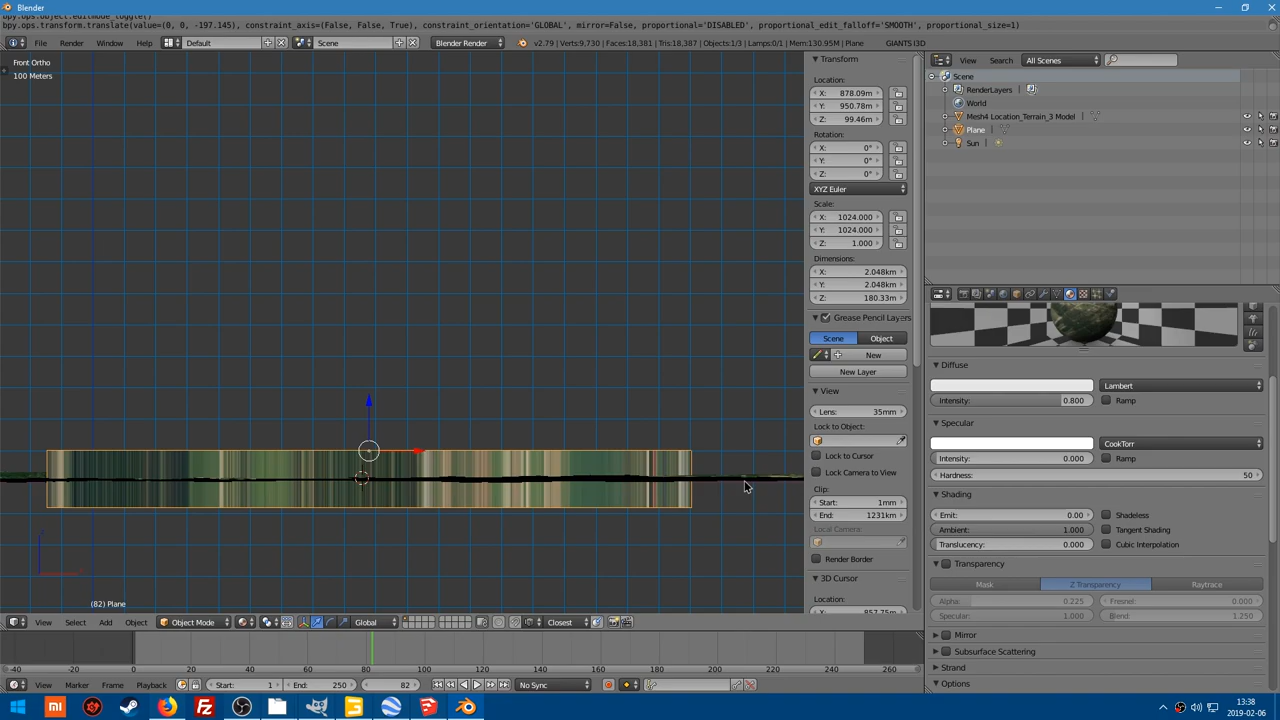 Blender
bpy.ops.object.editmode_toggle()
bpy.ops.transform.translate(value=(0, 0, -197.145), constraint_axis=(False, False, True), constraint_orientation='GLOBAL', mirror=False, proportional='DISABLED', proportional_edit_falloff='SMOOTH', proportional_size=1)
File Render Window Help Default Scene Blender Render v2.79 | Verts:9,730 | Faces:18,381 | Tris:18,387 | Objects:1/3 | Lamps:0/1 | Mem:130.95M | Plane GIANTS I3D
View Search All Scenes
Front Ortho
100 Meters
Transform
Location:
X: 878.09m
Y: 950.78m
Z: 99.46m
Rotation:
X: 0°
Y: 0°
Z: 0°
XYZ Euler
Scale:
X: 1024.000
Y: 1024.000
Z: 1.000
Dimensions:
X: 2.048km
Y: 2.048km
Z: 180.33m
Grease Pencil Layers
Scene Object
New
New Layer
View
Lens: 35mm
Lock to Object:
Lock to Cursor
Lock Camera to View
Clip:
Start: 1mm
End: 1231km
Local Camera:
Render Border
3D Cursor
Location:
X: 857.75m
Scene
RenderLayers
World
Mesh4 Location_Terrain_3 Model
Plane
Sun
Diffuse
Lambert
Intensity: 0.800 Ramp
Specular
CookTorr
Intensity: 0.000 Ramp
Hardness: 50
Shading
Emit: 0.00 Shadeless
Ambient: 1.000 Tangent Shading
Translucency: 0.000 Cubic Interpolation
Transparency
Mask Z Transparency Raytrace
Alpha: 0.225 Fresnel: 0.000
Specular: 1.000 Blend: 1.250
Mirror
Subsurface Scattering
Strand
Options
(82) Plane
View Select Add Object Object Mode Global Closest
-40 -20 0 20 40 60 80 100 120 140 160 180 200 220 240 260
View Marker Frame Playback Start: 1 End: 250 82 No Sync
13:38
2019-02-06